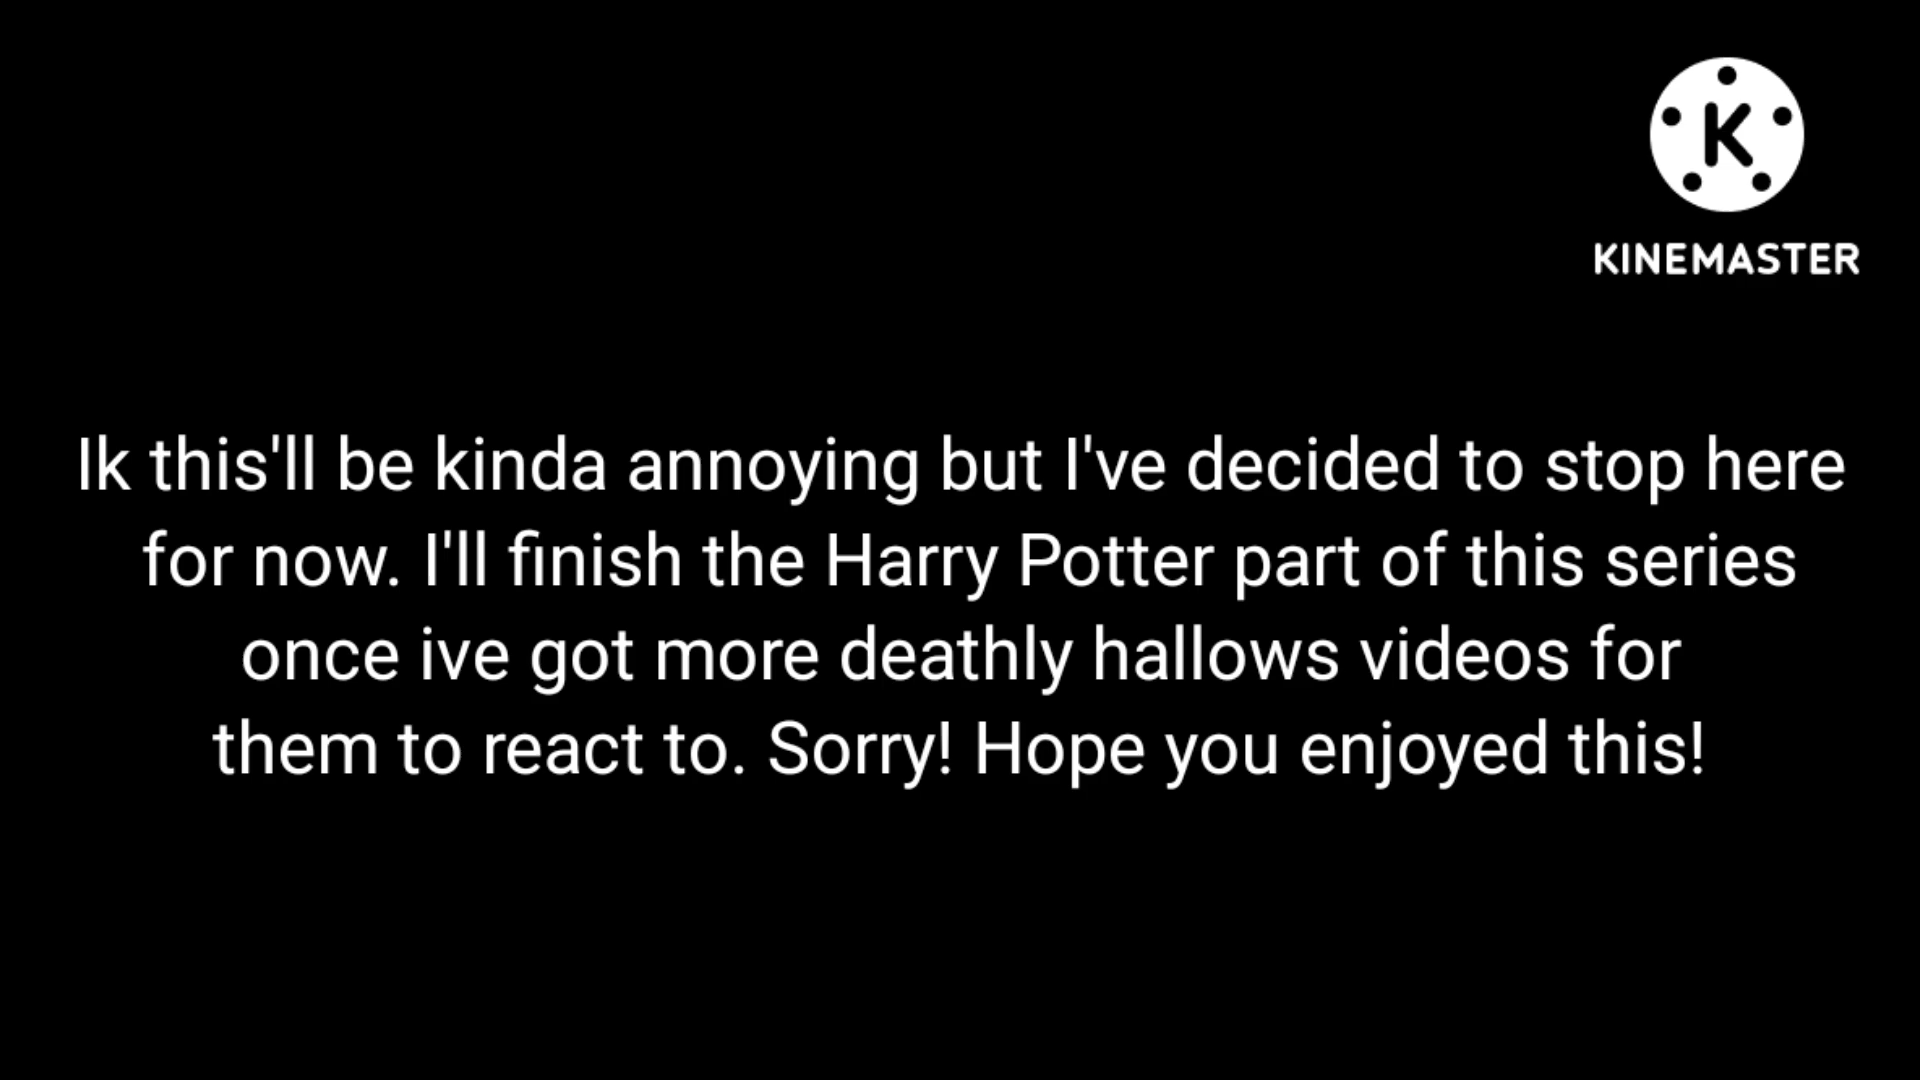 K
KINEMASTER
Ik this'll be kinda annoying but I've decided to stop here
for now. I'll finish the Harry Potter part of this series
once ive got more deathly hallows videos for
them to react to. Sorry! Hope you enjoyed this!